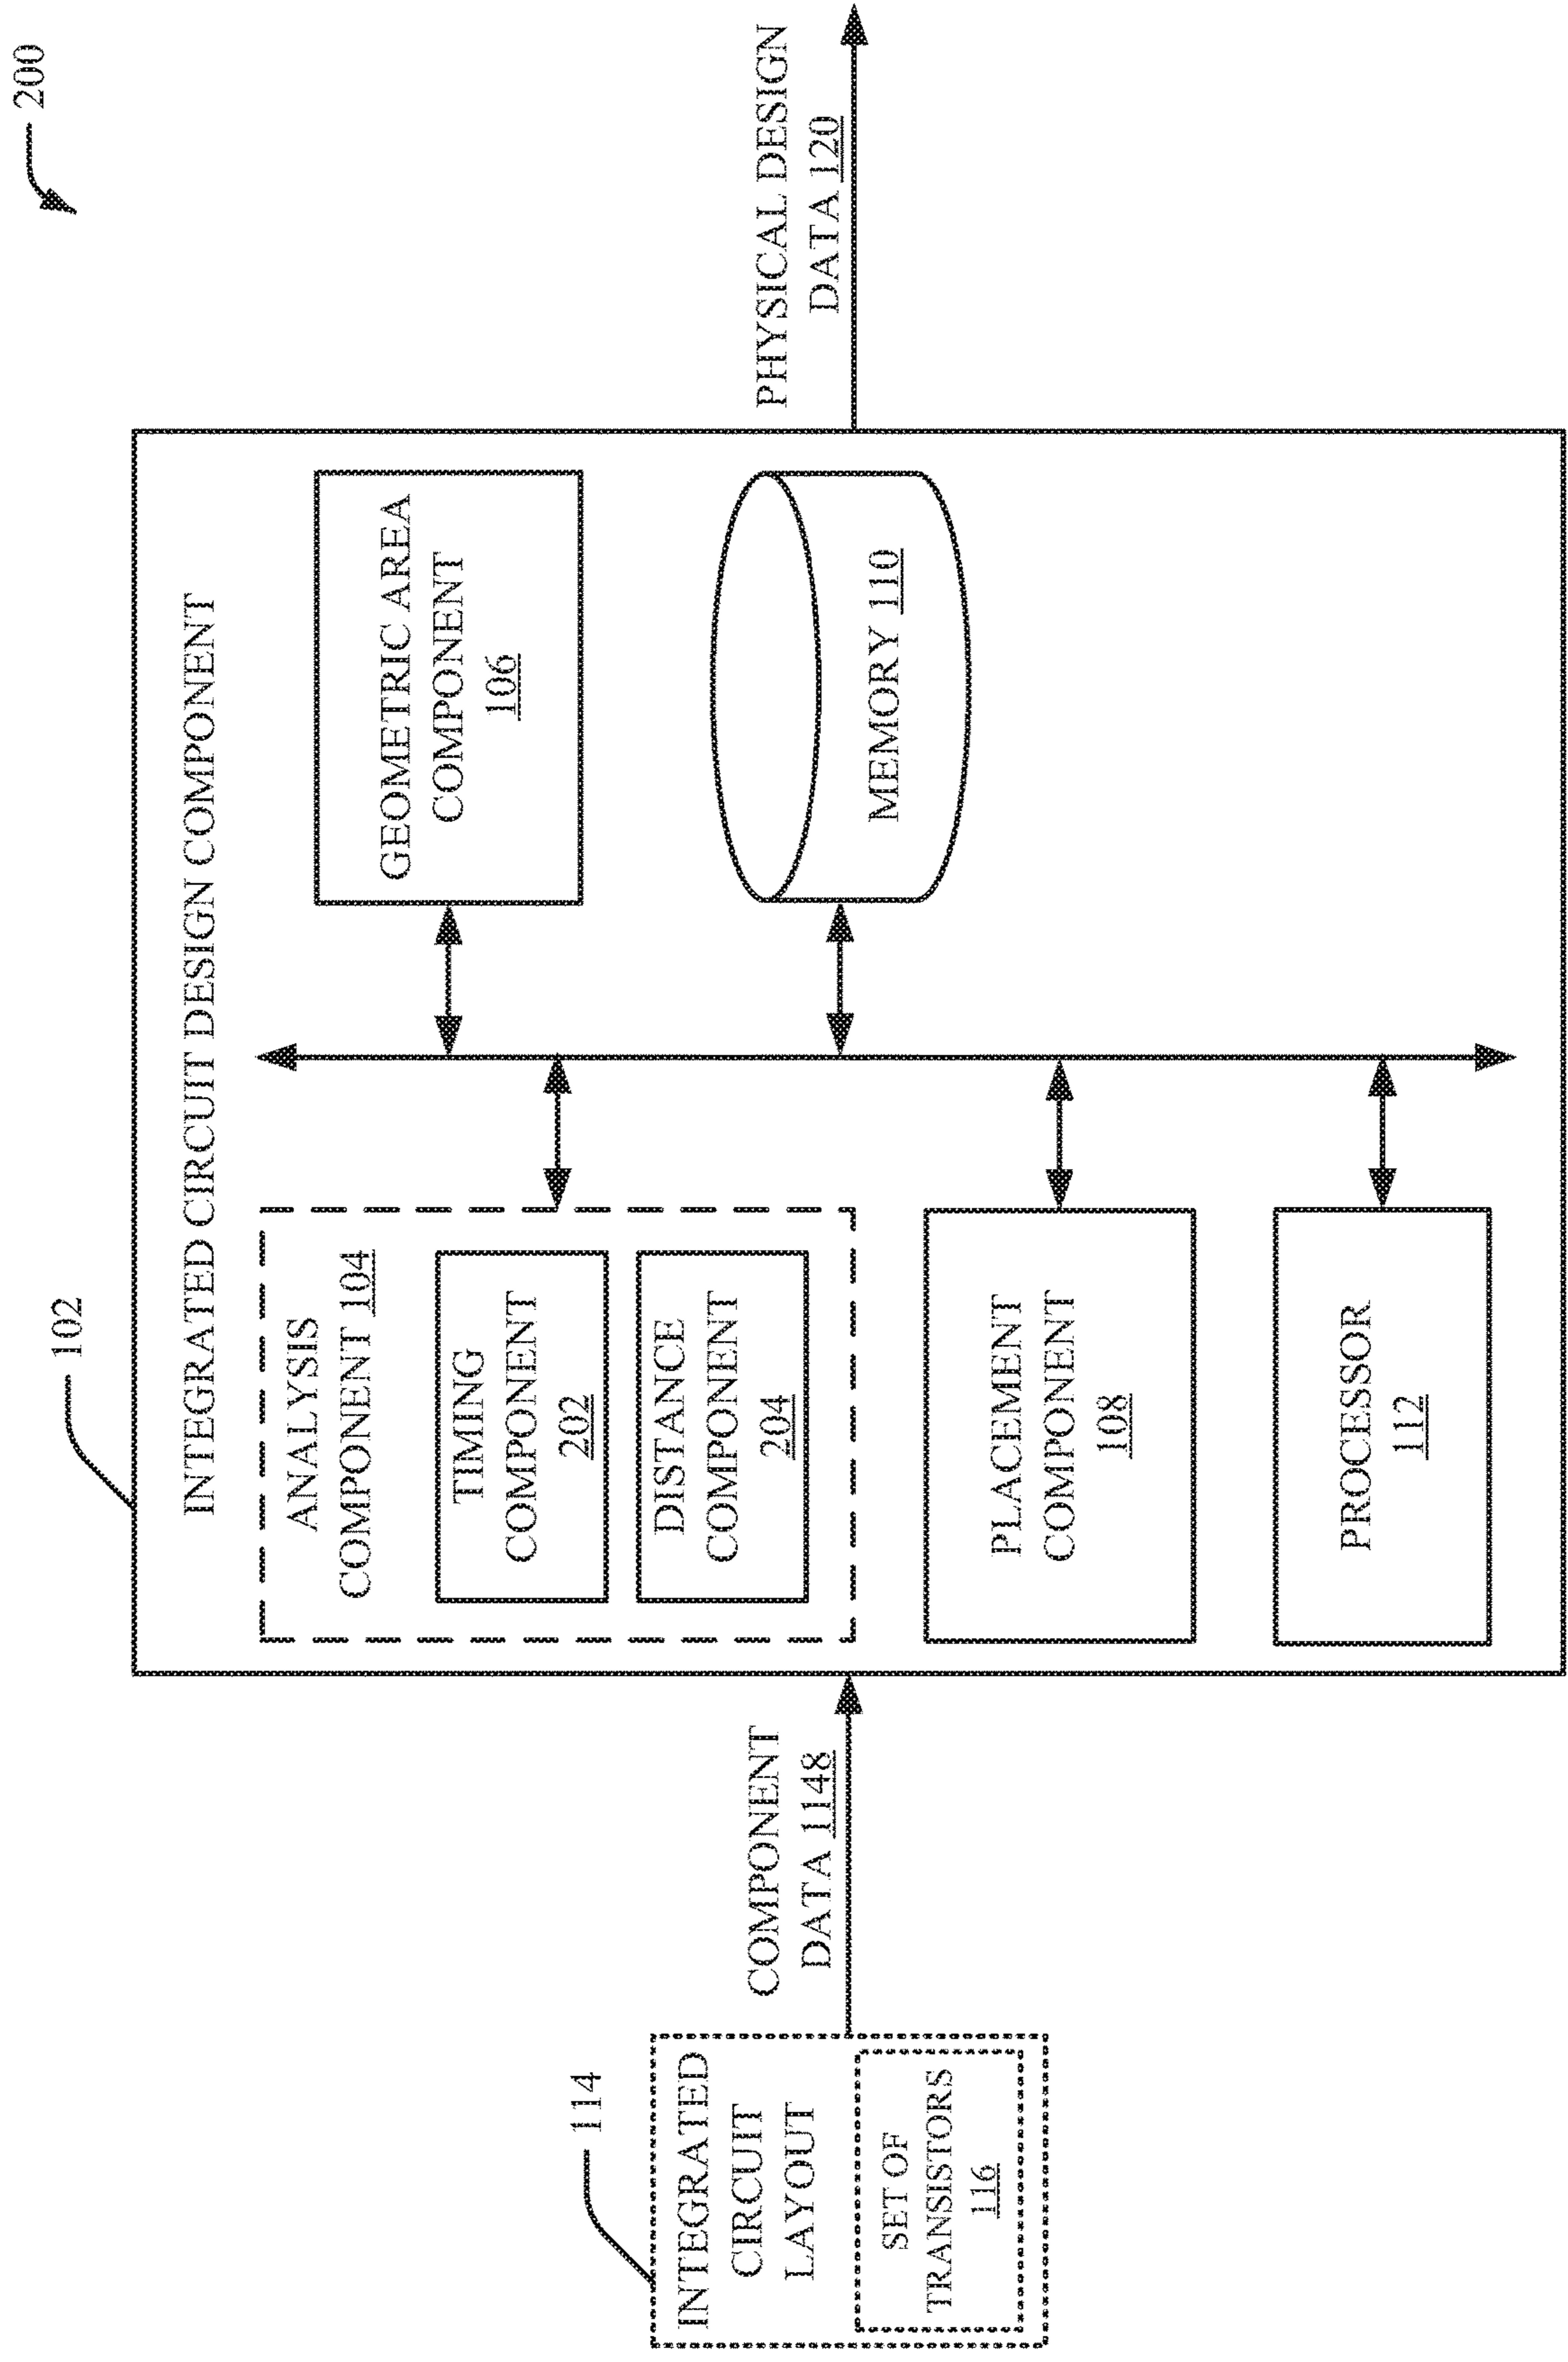 200
102
INTEGRATED CIRCUIT DESIGN COMPONENT
ANALYSIS
COMPONENT 104
TIMING
COMPONENT
202
DISTANCE
COMPONENT
204
GEOMETRIC AREA
COMPONENT
106
PLACEMENT
COMPONENT
108
MEMORY 110
PROCESSOR
112
114
INTEGRATED
CIRCUIT
LAYOUT
SET OF
TRANSISTORS
116
COMPONENT
DATA 1148
PHYSICAL DESIGN
DATA 120